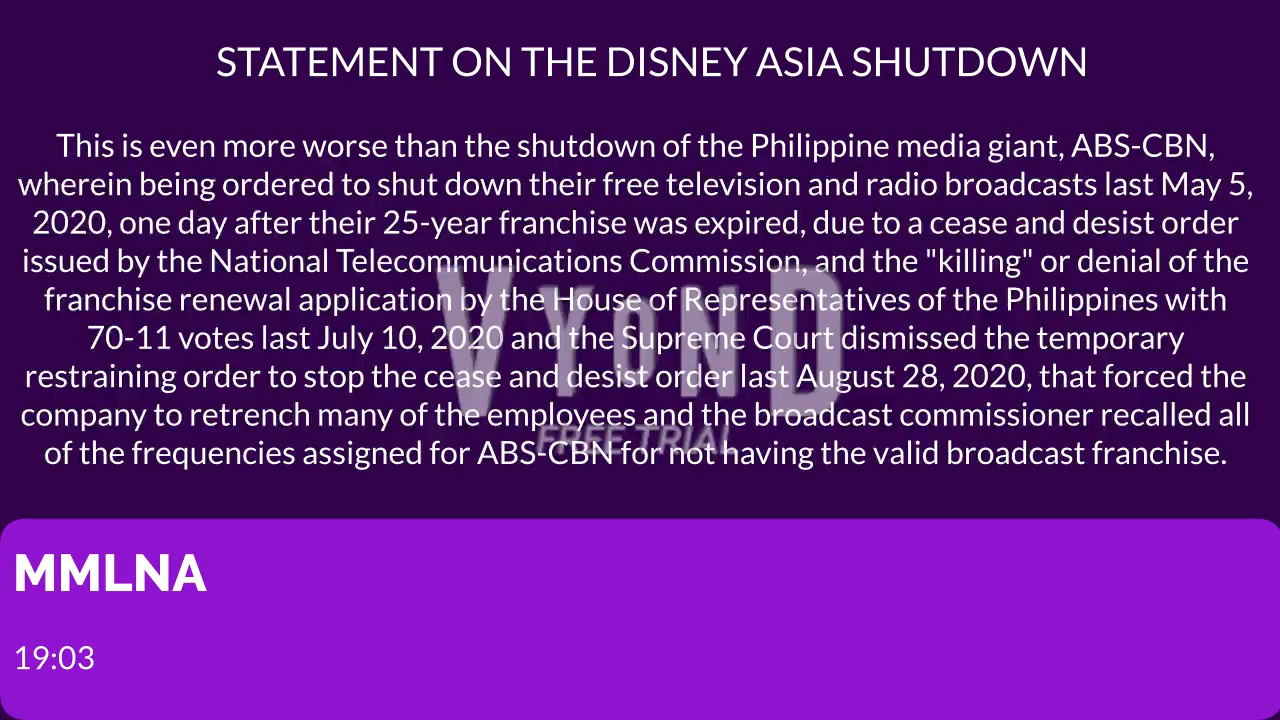 STATEMENT ON THE DISNEY ASIA SHUTDOWN
This is even more worse than the shutdown of the Philippine media giant, ABS-CBN,
wherein being ordered to shut down their free television and radio broadcasts last May 5,
2020, one day after their 25-year franchise was expired, due to a cease and desist order
issued by the National Telecommunications Commission, and the "killing" or denial of the
franchise renewal application by the House of Representatives of the Philippines with
70-11 votes last July 10, 2020 and the Supreme Court dismissed the temporary
restraining order to stop the cease and desist order last August 28, 2020, that forced the
company to retrench many of the employees and the broadcast commissioner recalled all
of the frequencies assigned for ABS-CBN for not having the valid broadcast franchise.
VYOND
FREE TRIAL
MMLNA
19:03